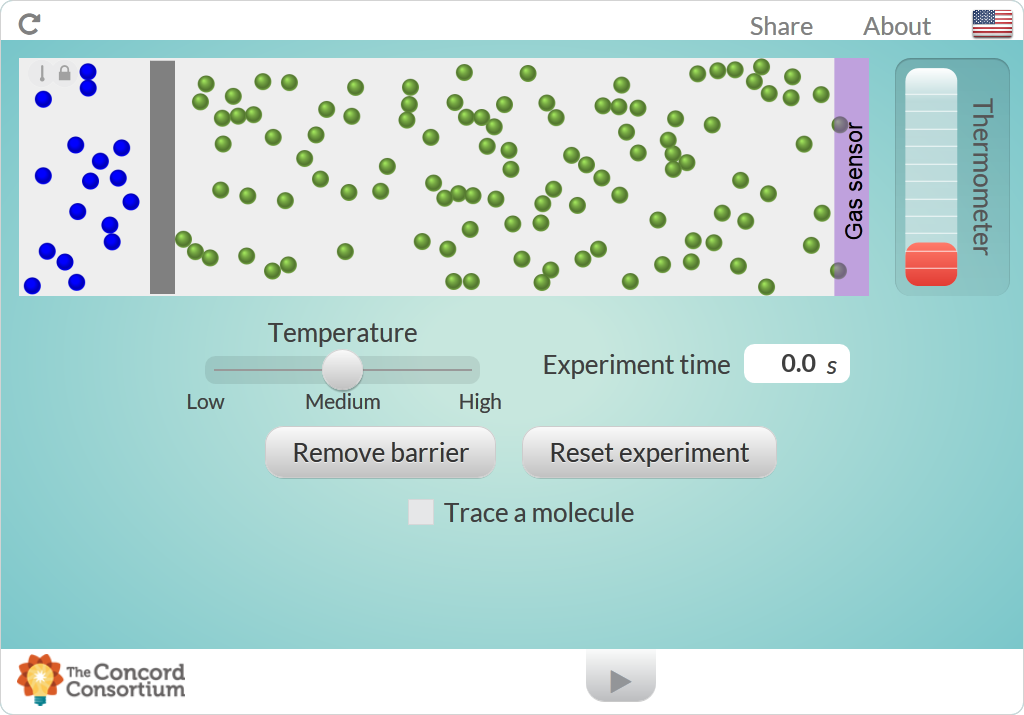 Share About
Thermometer
Gas sensor
Temperature
Low Medium High
Experiment time 0.0 s
Remove barrier Reset experiment
Trace a molecule
The Concord
Consortium